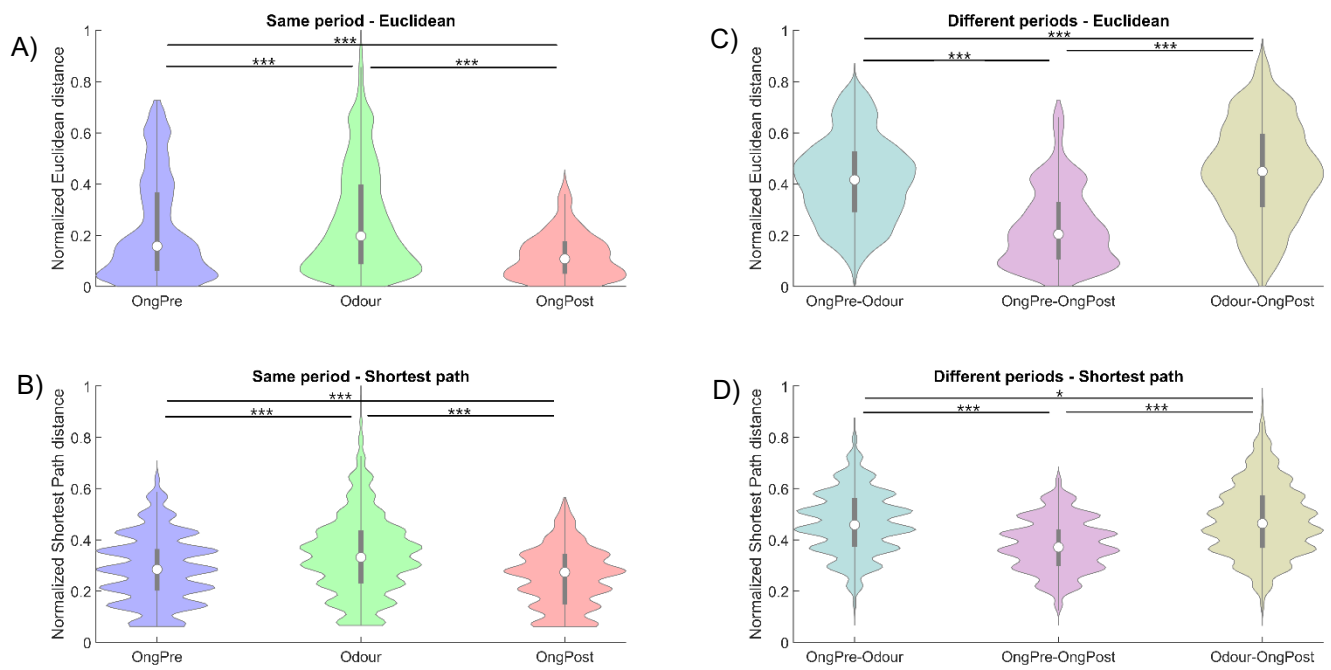 A)
Same period - Euclidean
Normalized Euclidean distance
1
0.8
0.6
0.4
0.2
0
***
***
***
OngPre
Odour
OngPost
C)
Different periods - Euclidean
Normalized Euclidean distance
1
0.8
0.6
0.4
0.2
0
***
***
***
OngPre-Odour
OngPre-OngPost
Odour-OngPost
B)
Same period - Shortest path
Normalized Shortest Path distance
1
0.8
0.6
0.4
0.2
0
***
***
***
OngPre
Odour
OngPost
D)
Different periods - Shortest path
Normalized Shortest Path distance
1
0.8
0.6
0.4
0.2
0
*
***
***
OngPre-Odour
OngPre-OngPost
Odour-OngPost